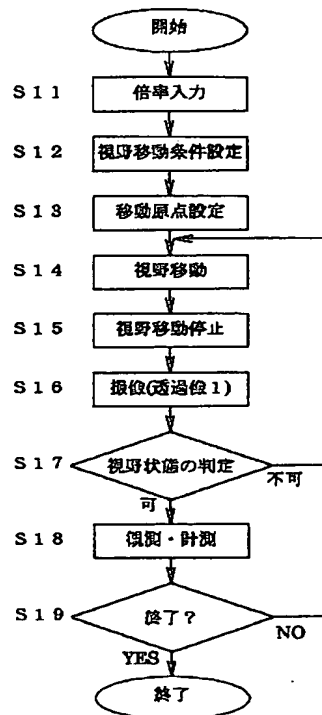 開始
S11 倍率入力
S12 視野移動条件設定
S13 移動原点設定
S14 視野移動
S15 視野移動停止
S16 撮像(透過像1)
S17 視野状態の判定
不可
可
S18 観測・計測
S19 終了?
NO
YES
終了